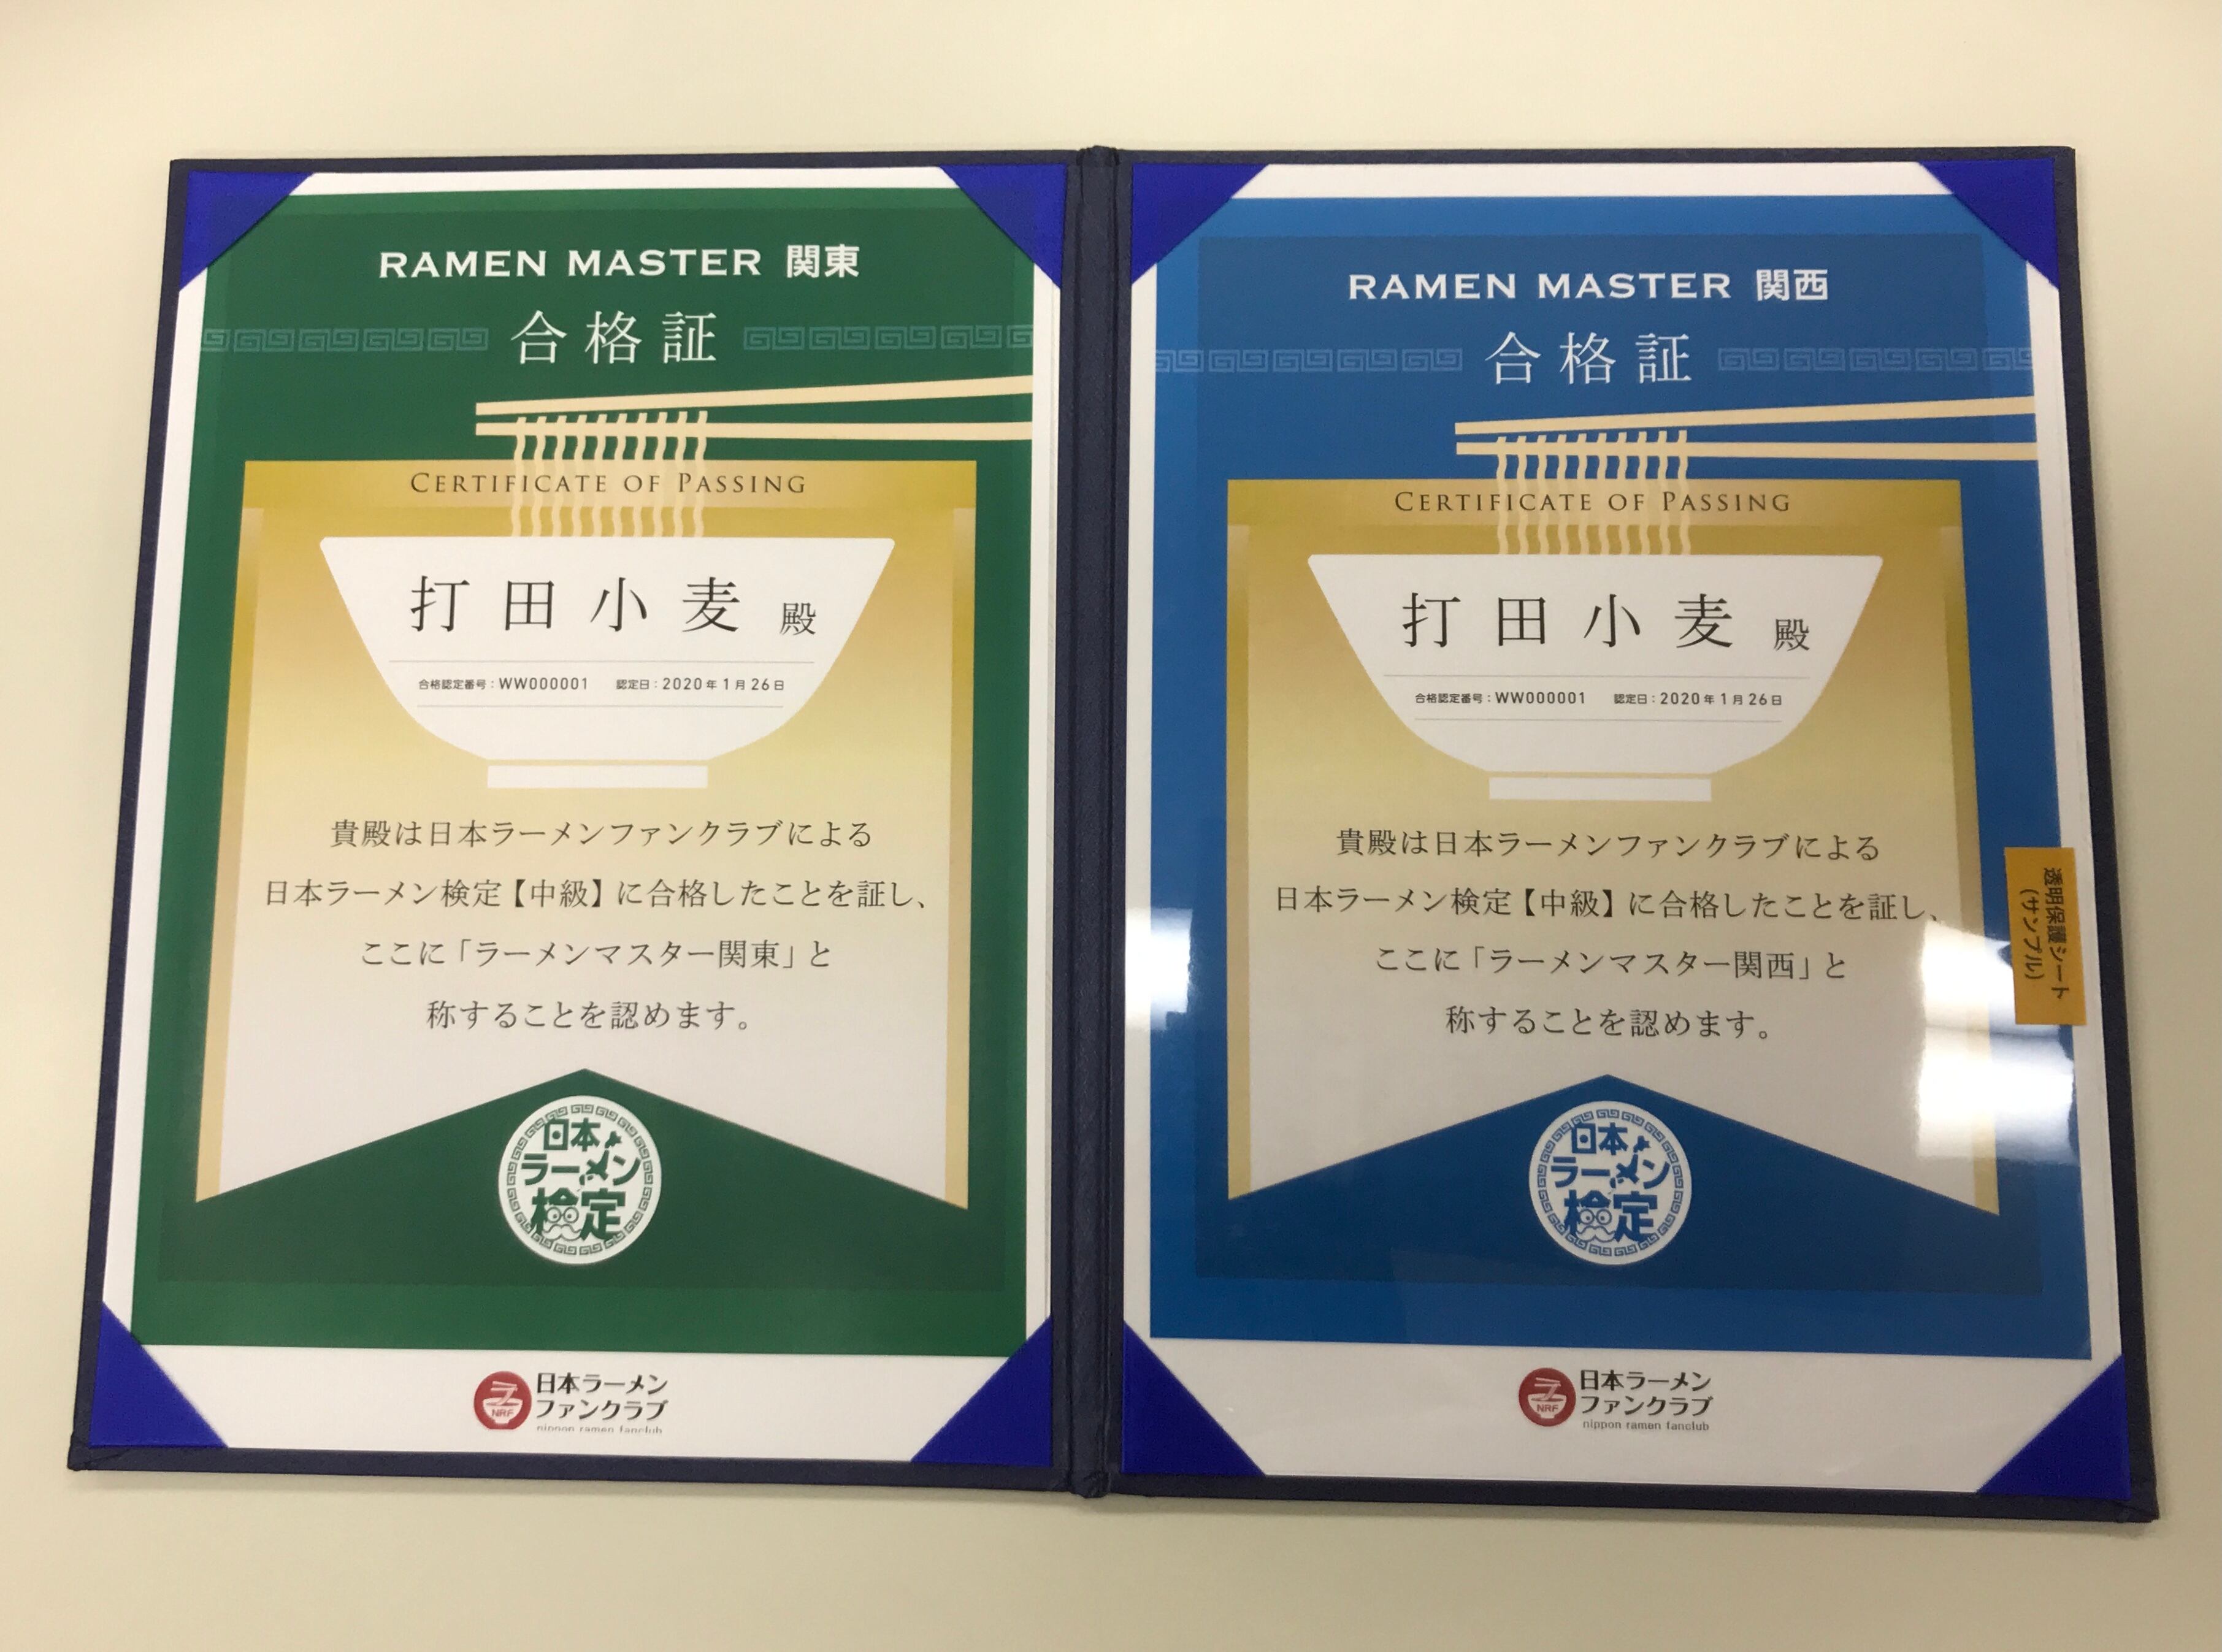 RAMEN MASTER 関東
合格証
CERTIFICATE OF PASSING
打田小麦 殿
合格認定番号：WW000001 認定日：2020年1月26日
貴殿は日本ラーメンファンクラブによる
日本ラーメン検定【中級】に合格したことを証し、
ここに「ラーメンマスター関東」と
称することを認めます。
日本
ラーメン
検定
NRF
日本ラーメン
ファンクラブ
nippon ramen fanclub
RAMEN MASTER 関西
合格証
CERTIFICATE OF PASSING
打田小麦 殿
合格認定番号：WW000001 認定日：2020年1月26日
貴殿は日本ラーメンファンクラブによる
日本ラーメン検定【中級】に合格したことを証し、
ここに「ラーメンマスター関西」と
称することを認めます。
日本
ラーメン
検定
NRF
日本ラーメン
ファンクラブ
nippon ramen fanclub
透明保護シート
(サンプル)